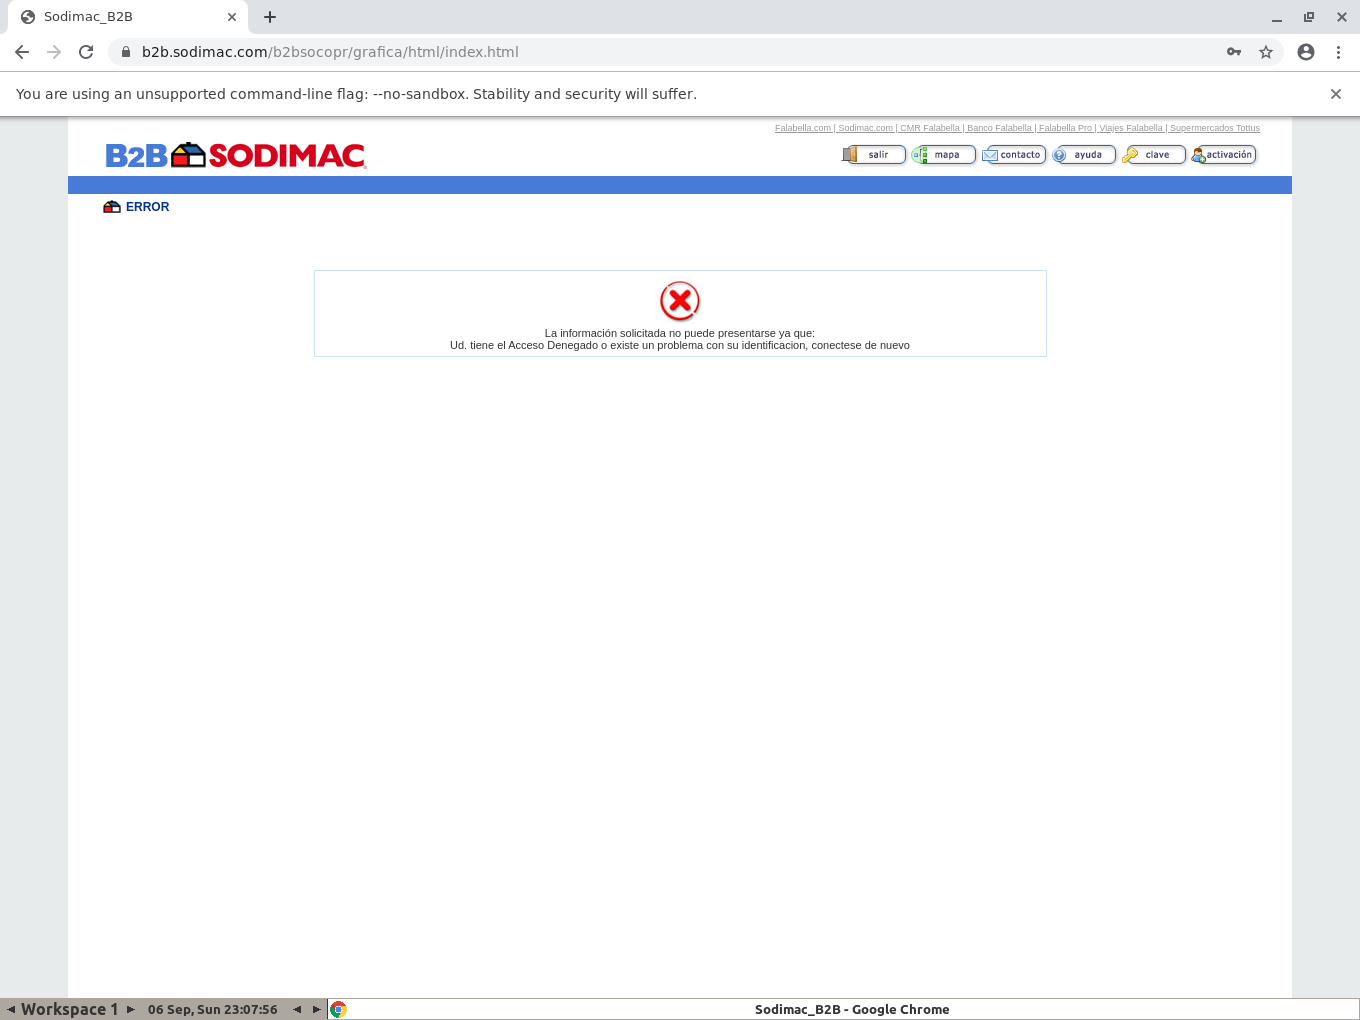 Sodimac_B2B
b2b.sodimac.com/b2bsocopr/grafica/html/index.html
You are using an unsupported command-line flag: --no-sandbox. Stability and security will suffer.
Falabella.com | Sodimac.com | CMR Falabella | Banco Falabella | Falabella Pro | Viajes Falabella | Supermercados Tottus
B2B SODIMAC
salir mapa contacto ayuda clave activación
ERROR
La información solicitada no puede presentarse ya que:
Ud. tiene el Acceso Denegado o existe un problema con su identificacion, conectese de nuevo
Workspace 1 06 Sep, Sun 23:07:56 Sodimac_B2B - Google Chrome